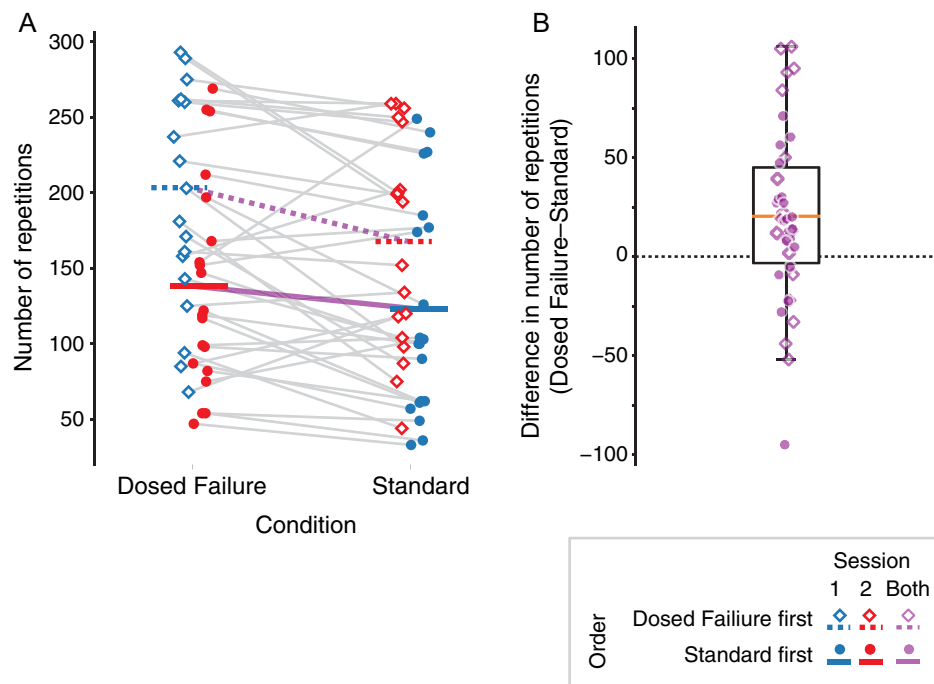 A
300
250
200
150
100
50
Number of repetitions
Dosed Failure
Standard
Condition
B
100
50
0
−50
−100
Difference in number of repetitions
(Dosed Failure–Standard)
Order
Session
1 2 Both
Dosed Failiure first
Standard first